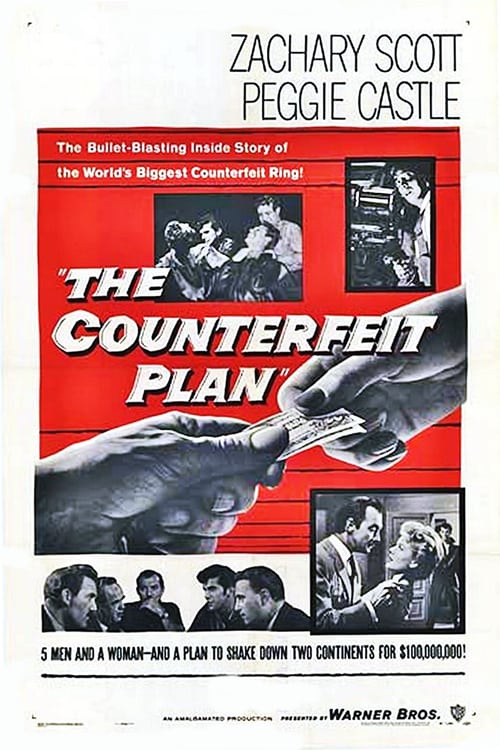 ZACHARY SCOTT
PEGGIE CASTLE
The Bullet-Blasting Inside Story of
the World's Biggest Counterfeit Ring!
"THE
COUNTERFEIT
PLAN"
5 MEN AND A WOMAN—AND A PLAN TO SHAKE DOWN TWO CONTINENTS FOR $100,000,000!
AN AMALGAMATED PRODUCTION PRESENTED BY WARNER BROS.